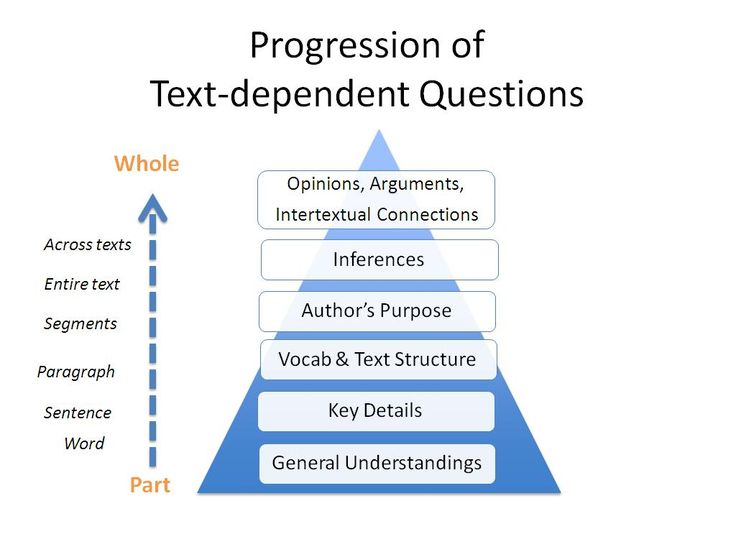 Progression of
Text-dependent Questions
Whole
Across texts
Entire text
Segments
Paragraph
Sentence
Word
Part
Opinions, Arguments,
Intertextual Connections
Inferences
Author’s Purpose
Vocab & Text Structure
Key Details
General Understandings